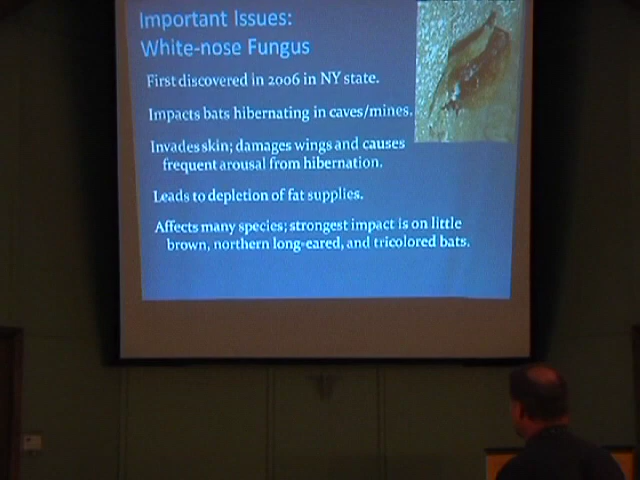 Important Issues:
White-nose Fungus
First discovered in 2006 in NY state.
Impacts bats hibernating in caves/mines.
Invades skin; damages wings and causes
frequent arousal from hibernation.
Leads to depletion of fat supplies.
Affects many species; strongest impact is on little
brown, northern long-eared, and tricolored bats.